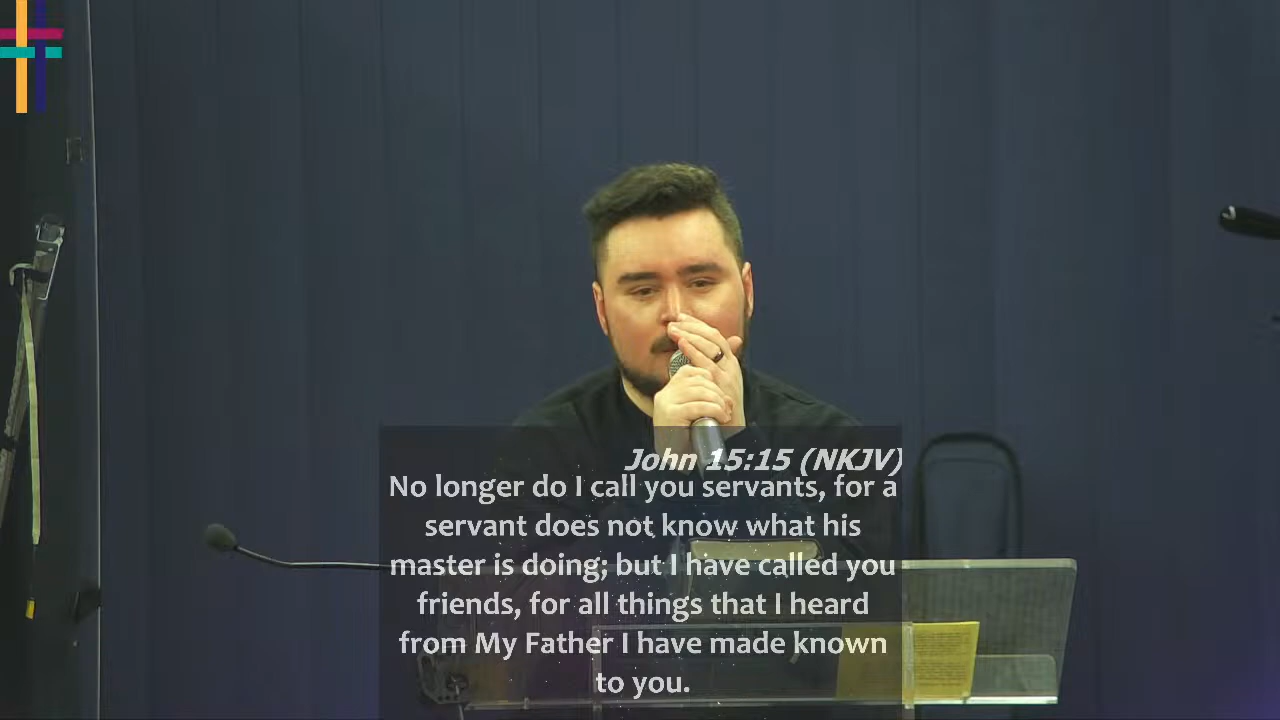 John 15:15 (NKJV)
No longer do I call you servants, for a
servant does not know what his
master is doing; but I have called you
friends, for all things that I heard
from My Father I have made known
to you.